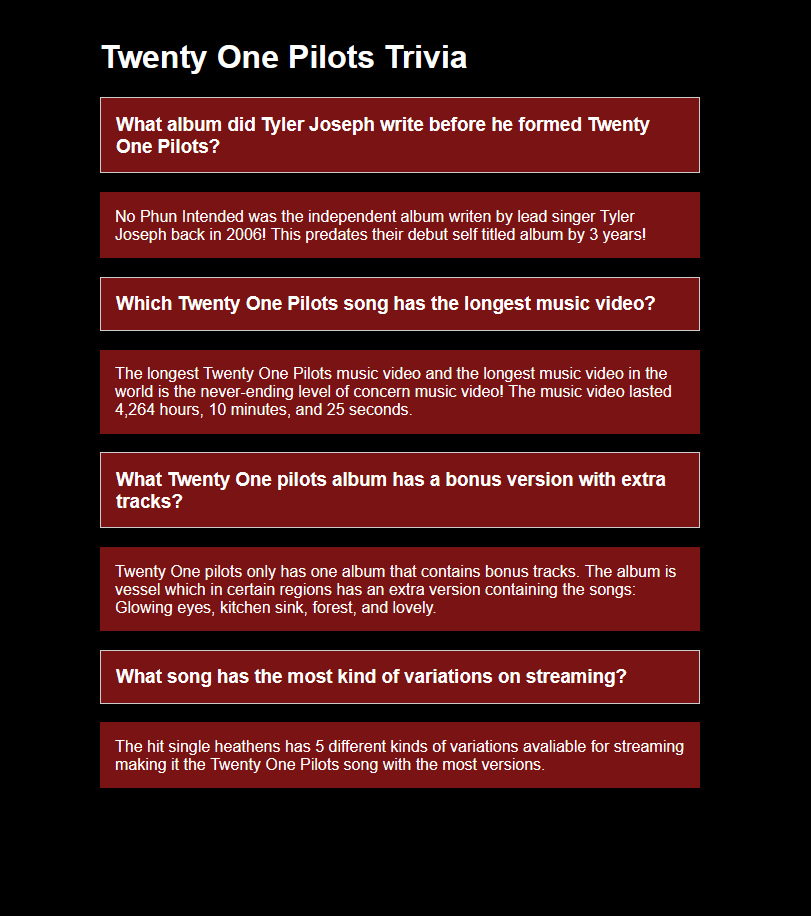 Twenty One Pilots Trivia
What album did Tyler Joseph write before he formed Twenty
One Pilots?
No Phun Intended was the independent album writen by lead singer Tyler
Joseph back in 2006! This predates their debut self titled album by 3 years!
Which Twenty One Pilots song has the longest music video?
The longest Twenty One Pilots music video and the longest music video in the
world is the never-ending level of concern music video! The music video lasted
4,264 hours, 10 minutes, and 25 seconds.
What Twenty One pilots album has a bonus version with extra
tracks?
Twenty One pilots only has one album that contains bonus tracks. The album is
vessel which in certain regions has an extra version containing the songs:
Glowing eyes, kitchen sink, forest, and lovely.
What song has the most kind of variations on streaming?
The hit single heathens has 5 different kinds of variations avaliable for streaming
making it the Twenty One Pilots song with the most versions.